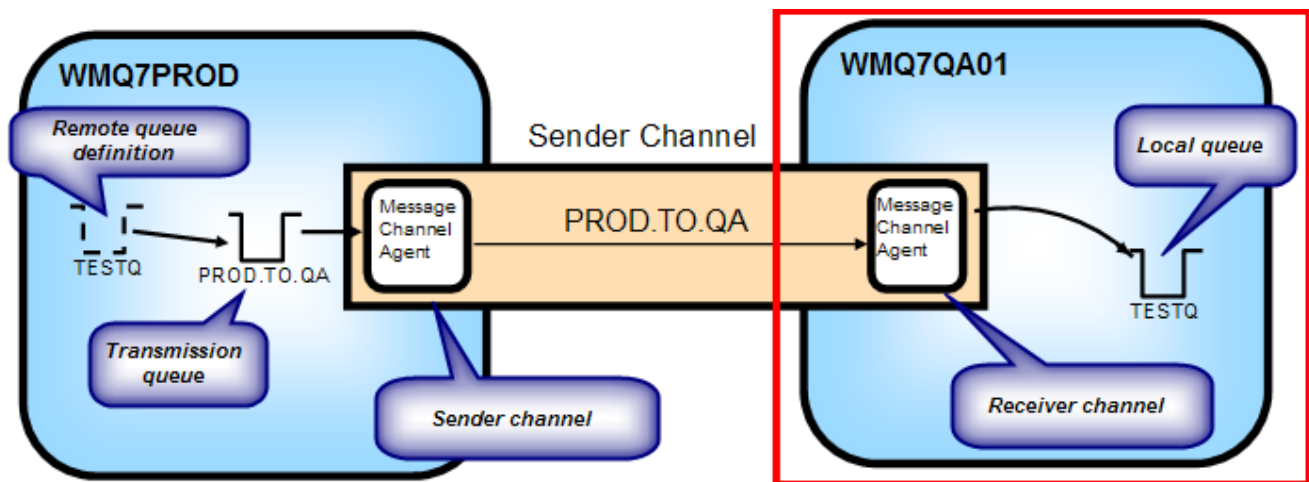 WMQ7PROD
Remote queue
definition
TESTQ
PROD.TO.QA
Transmission
queue
Sender Channel
Message
Channel
Agent
PROD.TO.QA
Sender channel
WMQ7QA01
Message
Channel
Agent
Local queue
TESTQ
Receiver channel